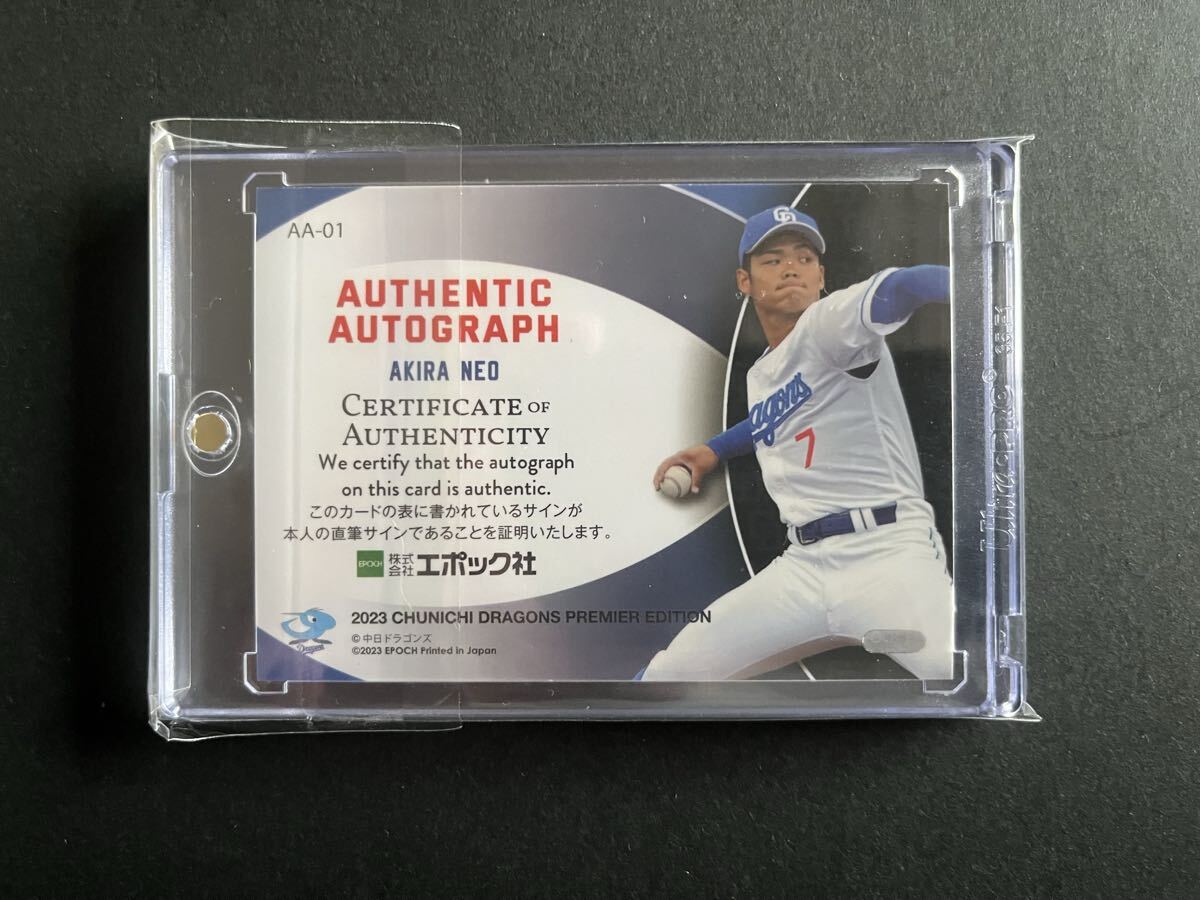 AA-01
AUTHENTIC
AUTOGRAPH
AKIRA NEO
CERTIFICATE OF
AUTHENTICITY
We certify that the autograph
on this card is authentic.
このカードの表に書かれているサインが
本人の直筆サインであることを証明いたします。
EPOCH 株式会社 エポック社
2023 CHUNICHI DRAGONS PREMIER EDITION
© 中日ドラゴンズ
©2023 EPOCH Printed in Japan
Dragons
CD
agons
7
ULTRA·PRO®